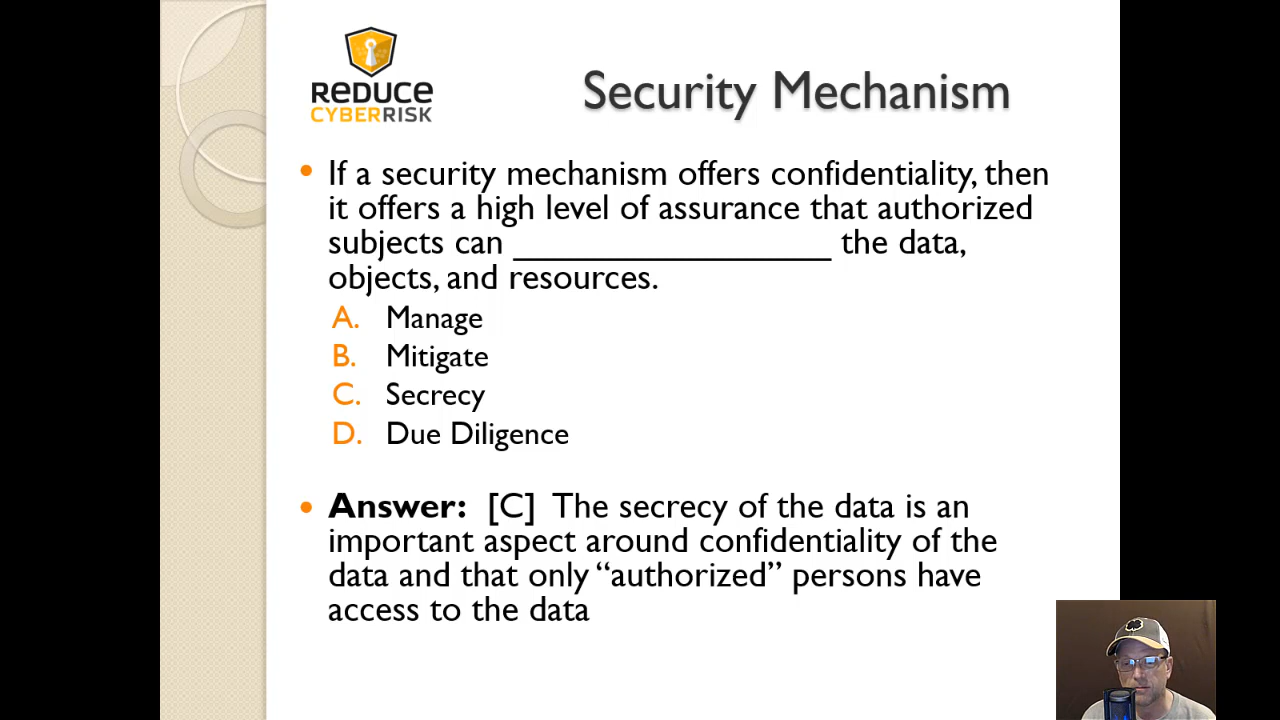 REDUCE
CYBERRISK
Security Mechanism
• If a security mechanism offers confidentiality, then
it offers a high level of assurance that authorized
subjects can __________________ the data,
objects, and resources.
A. Manage
B. Mitigate
C. Secrecy
D. Due Diligence
• Answer: [C] The secrecy of the data is an
important aspect around confidentiality of the
data and that only “authorized” persons have
access to the data